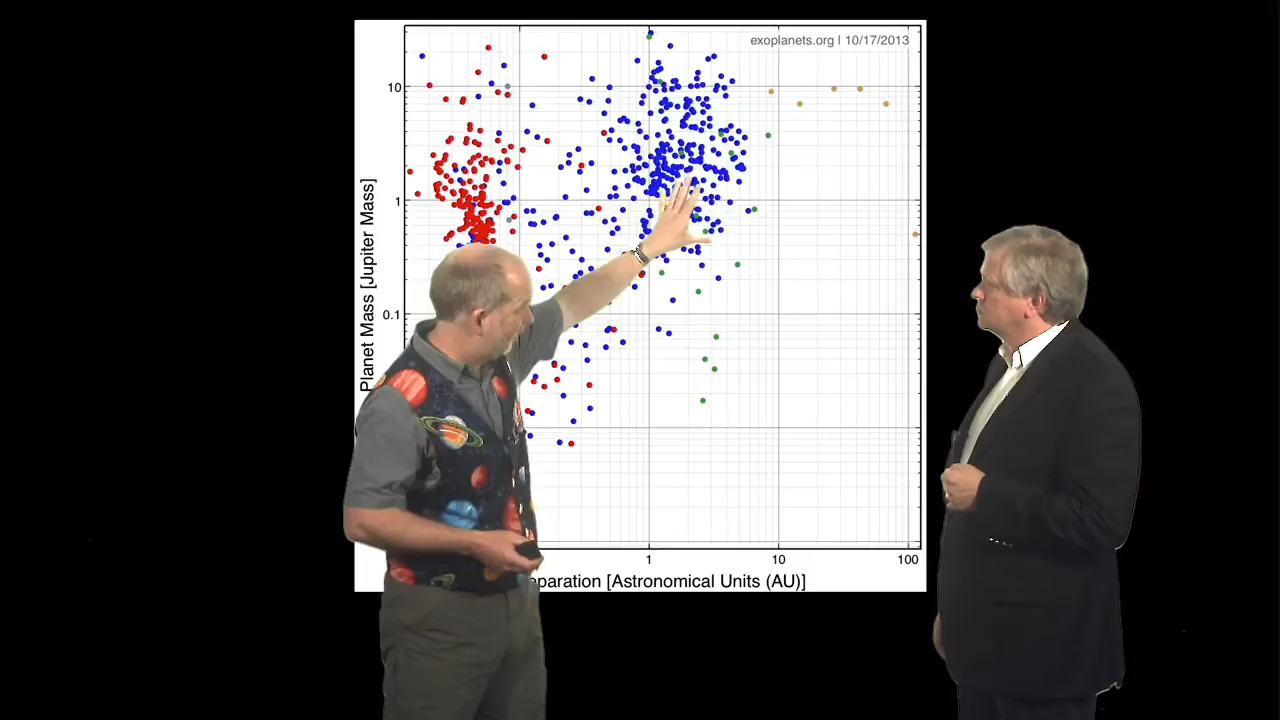 exoplanets.org | 10/17/2013
10
1
0.1
Planet Mass [Jupiter Mass]
1
10
100
[Astronomical Units (AU)]